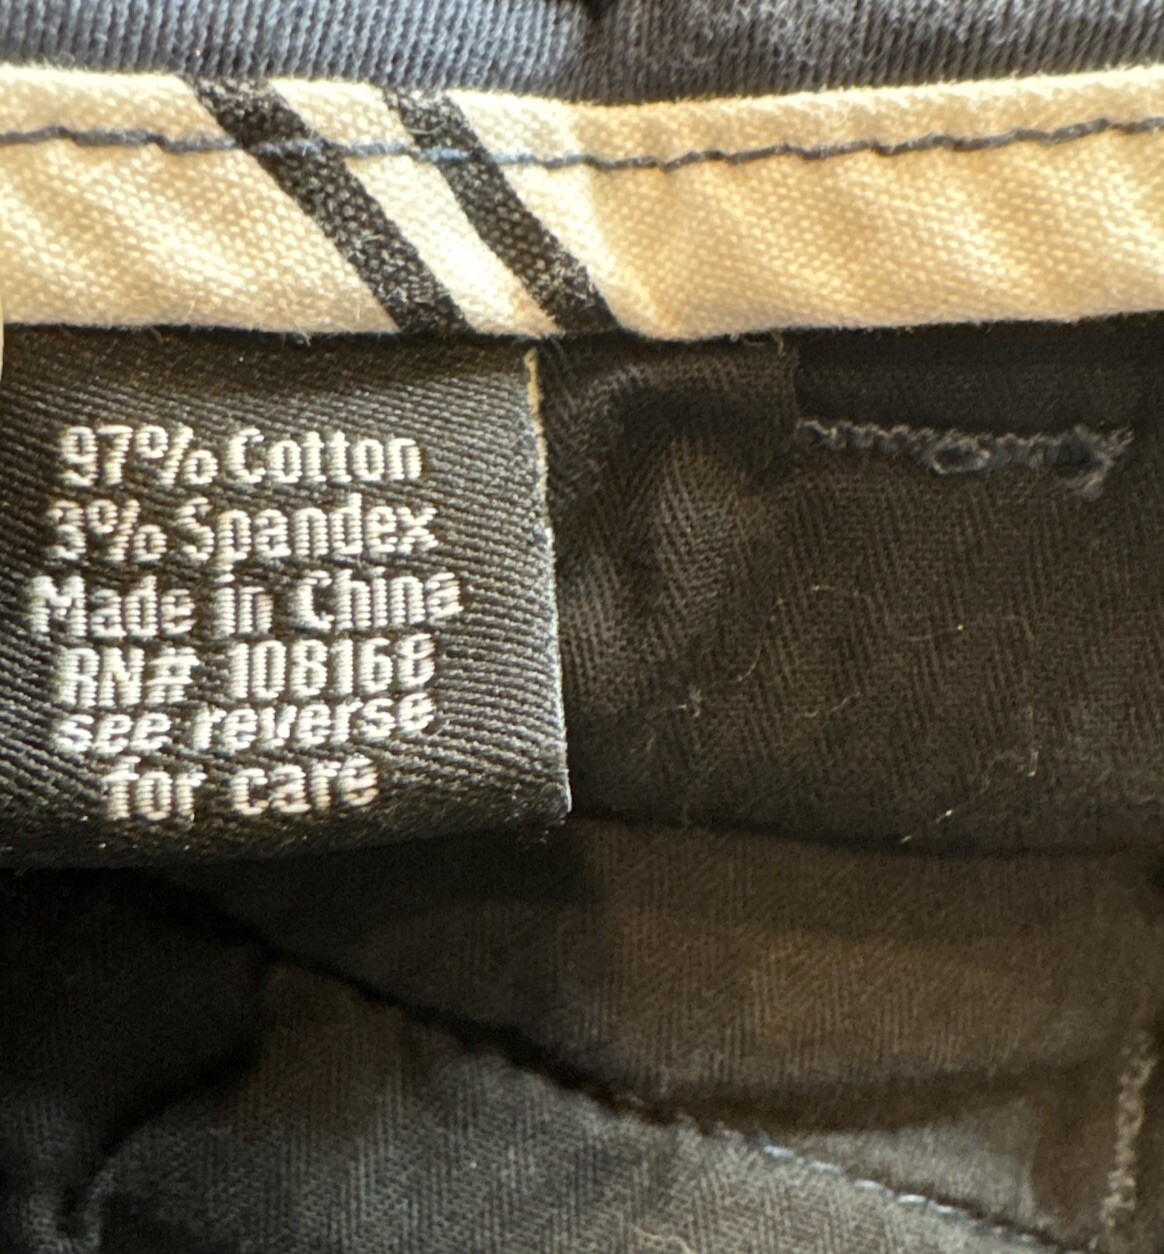 97% Cotton
3% Spandex
Made in China
RN# 108168
see reverse
for care